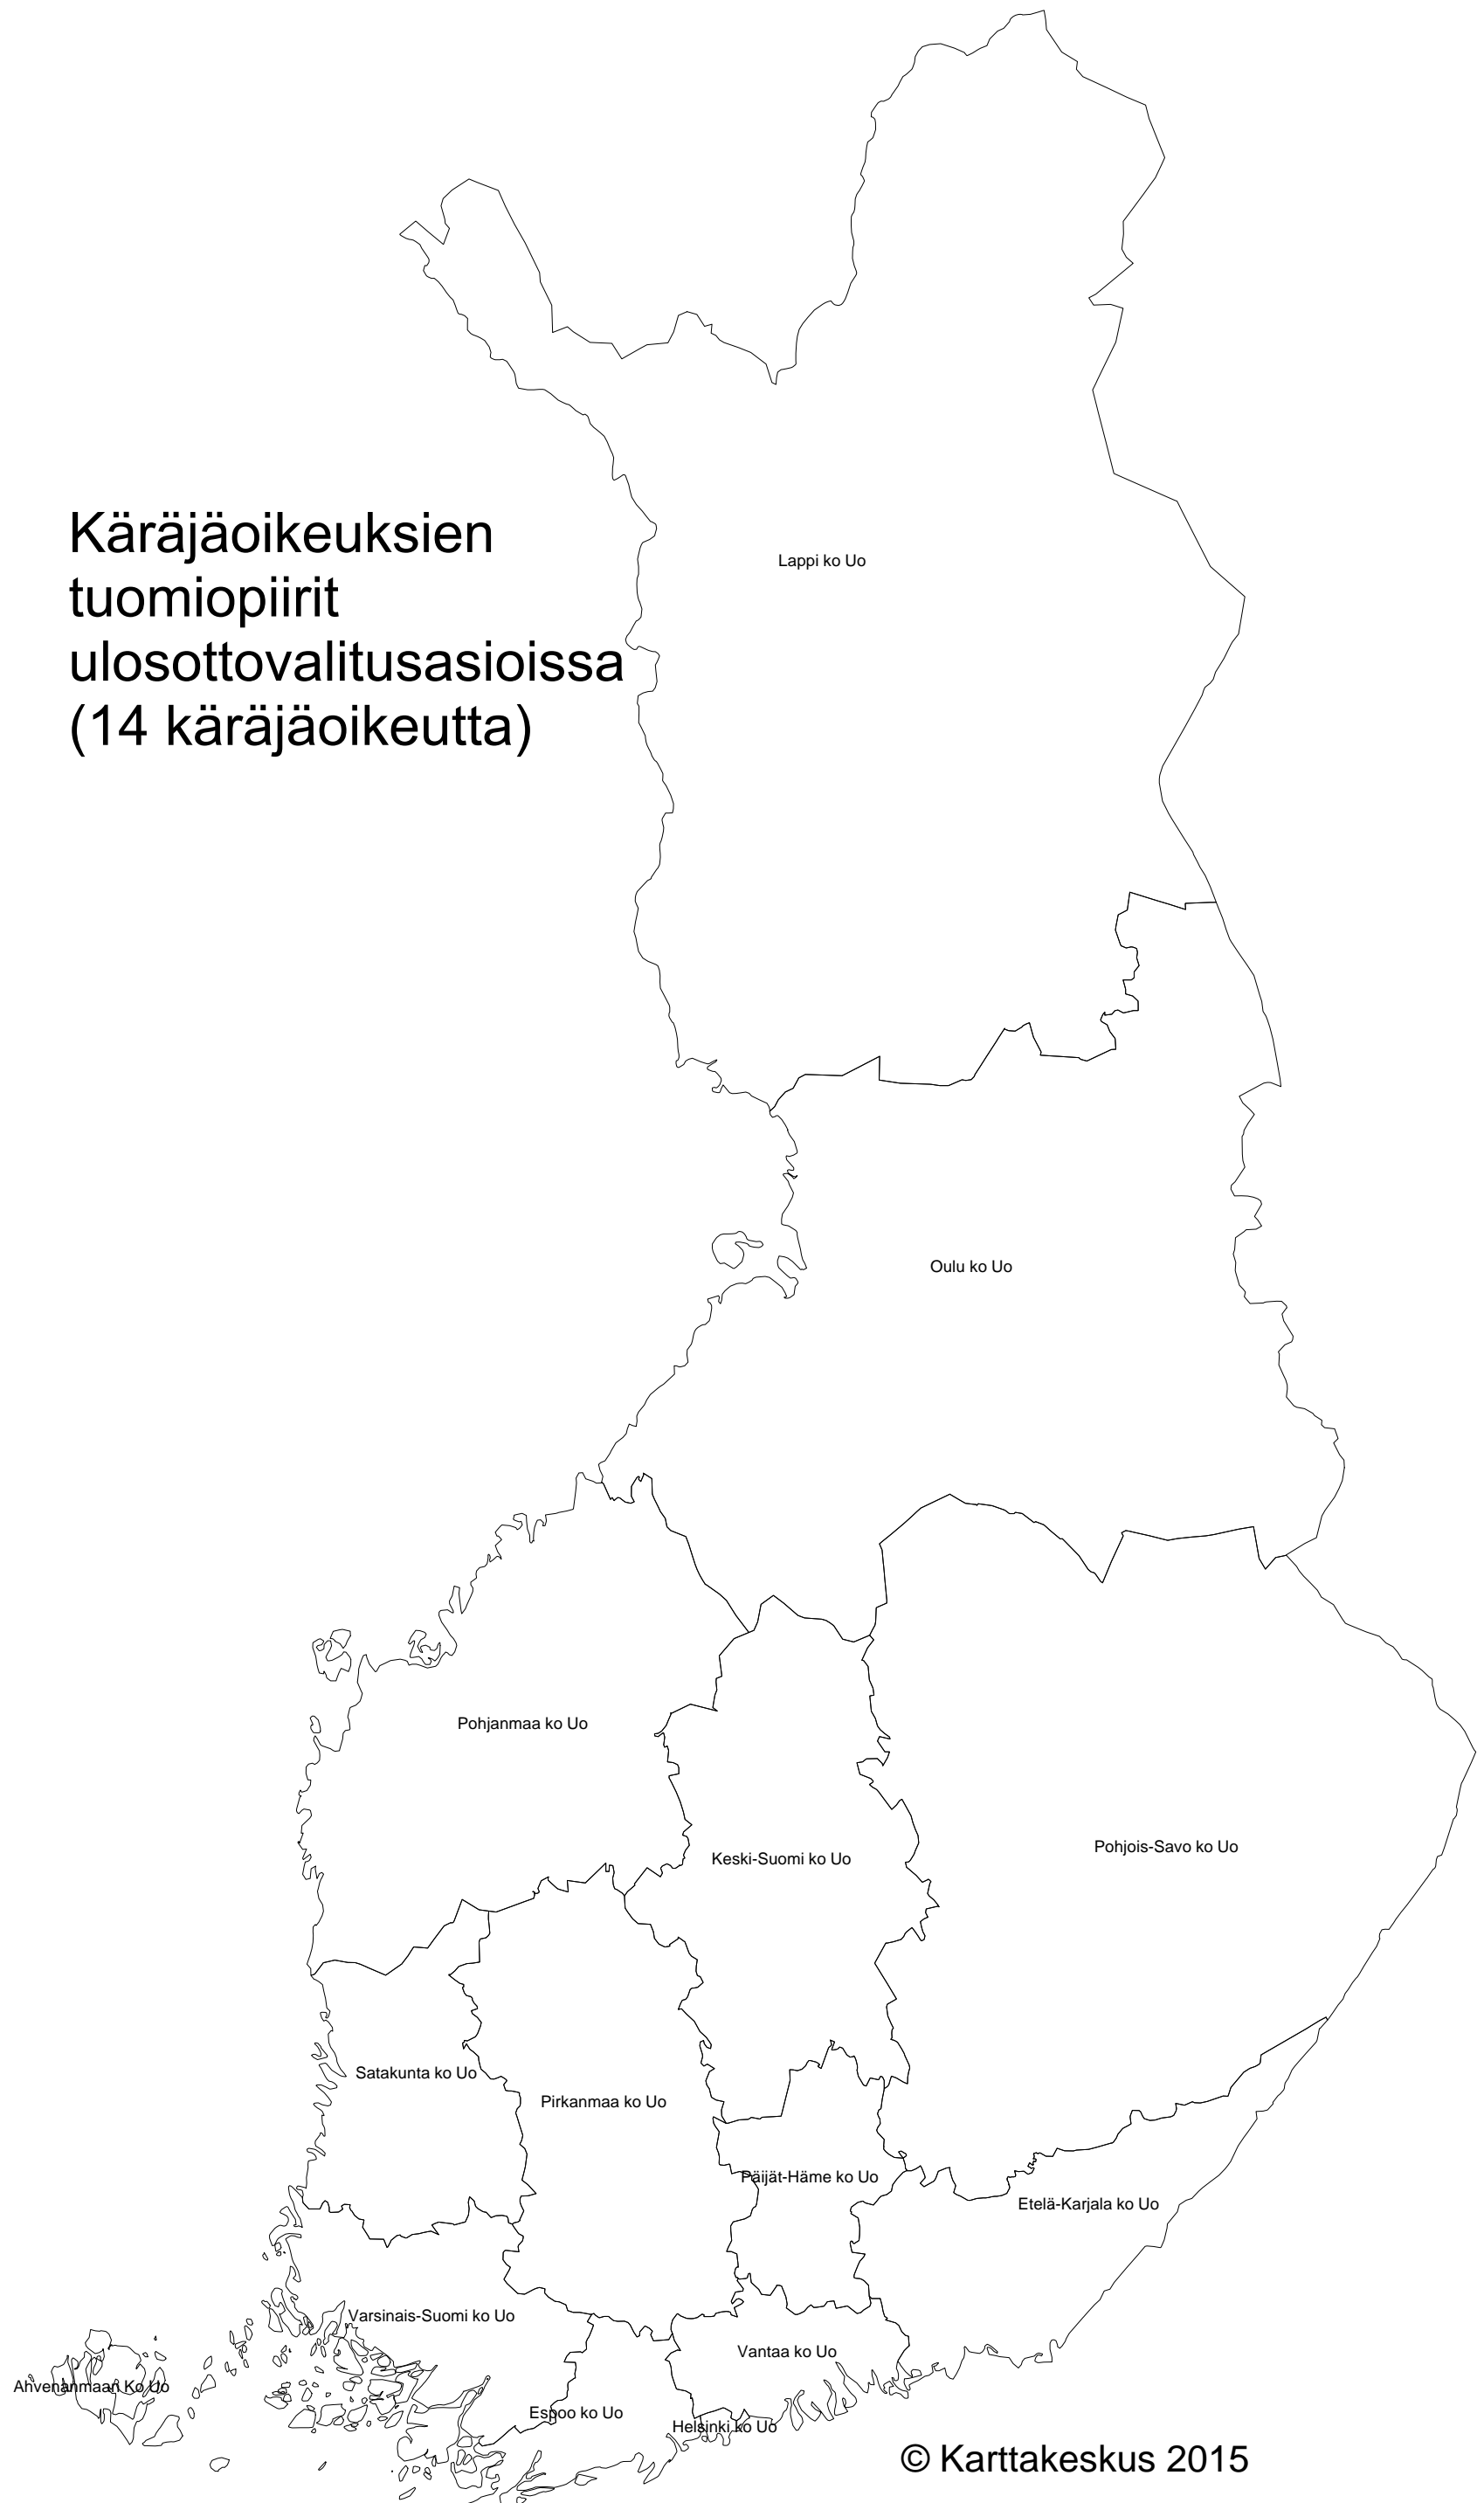 Käräjäoikeuksien
tuomiopiirit
ulosottovalitusasioissa
(14 käräjäoikeutta)
Lappi ko Uo
Oulu ko Uo
Pohjanmaa ko Uo
Pohjois-Savo ko Uo
Keski-Suomi ko Uo
Satakunta ko Uo
Pirkanmaa ko Uo
Päijät-Häme ko Uo
Etelä-Karjala ko Uo
Varsinais-Suomi ko Uo
Vantaa ko Uo
Ahvenanmaan Ko Uo
Espoo ko Uo
Helsinki ko Uo
© Karttakeskus 2015